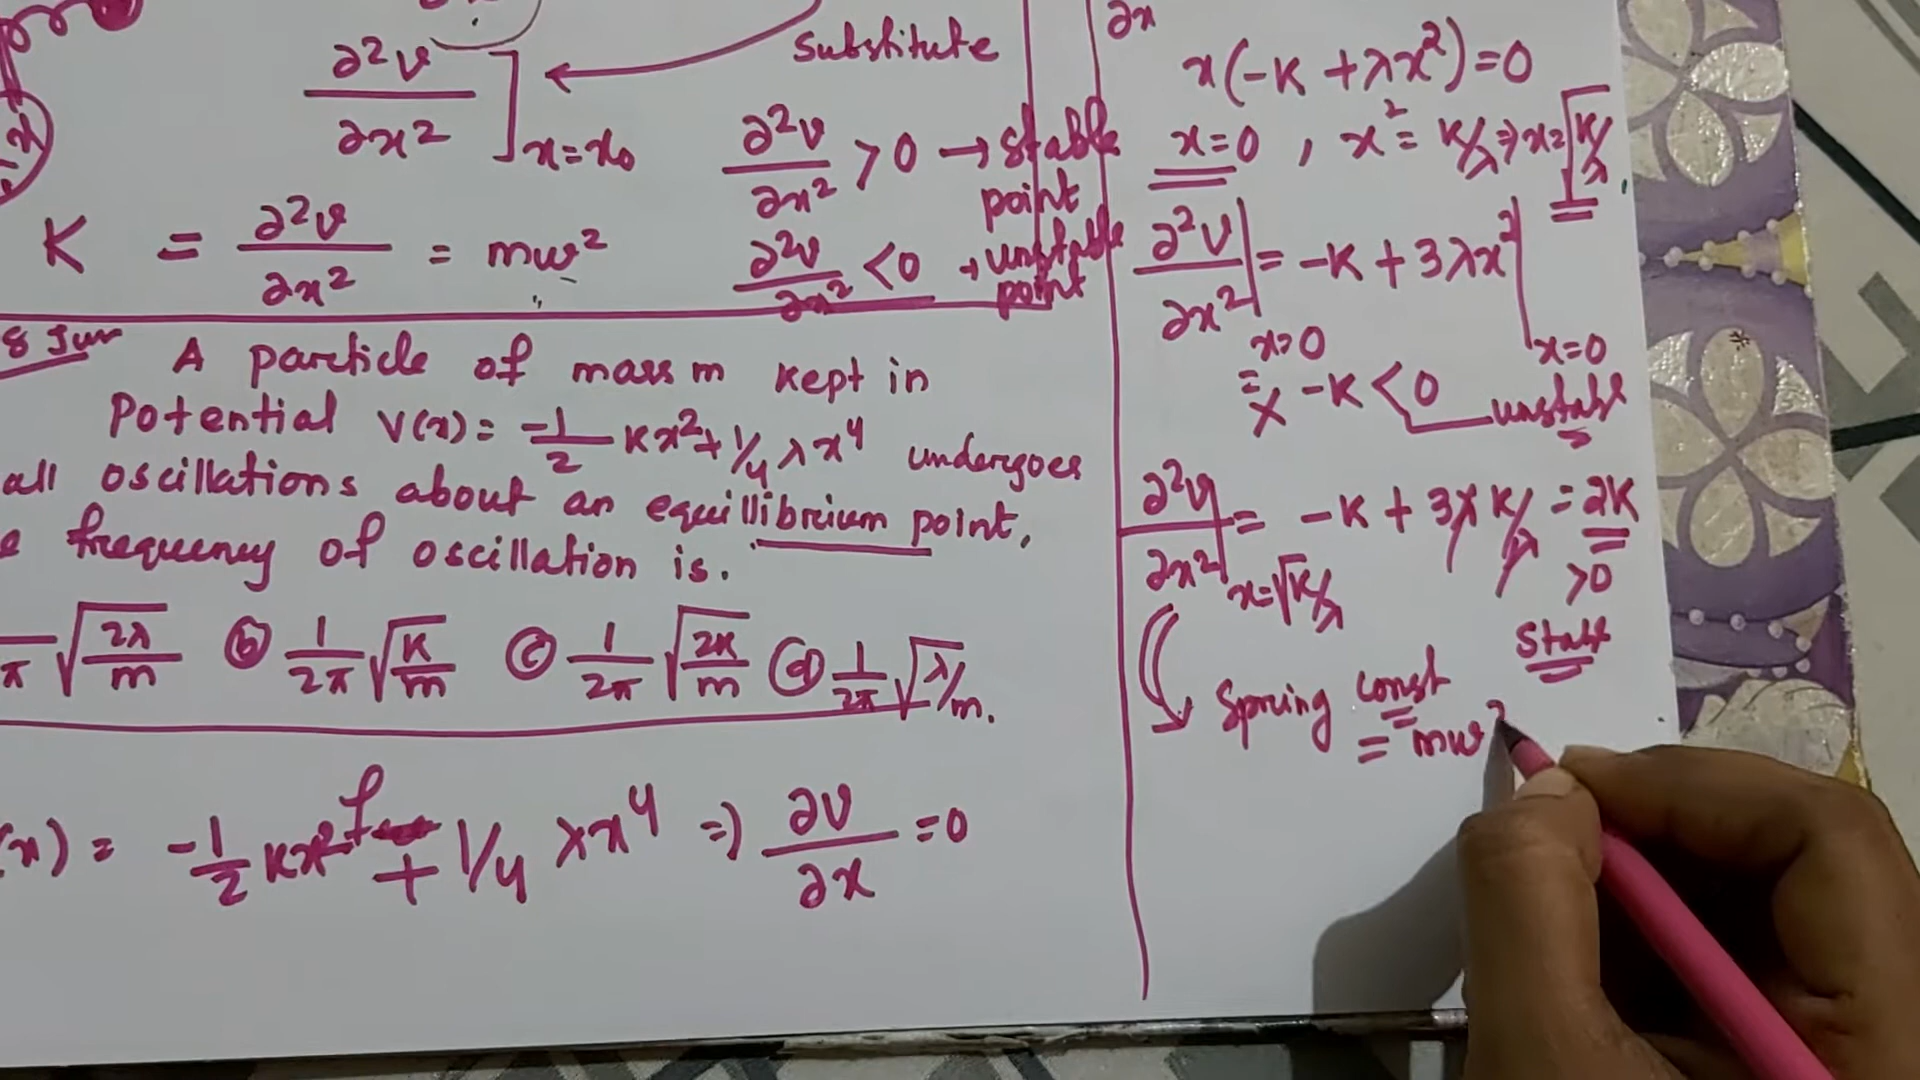 ∂²V/∂x²]x=x₀
Substitute
∂²V/∂x² > 0 → stable
point
K = ∂²V/∂x² = mω²
∂²V/∂x² < 0 → unstable
point
8 Jun A particle of mass m kept in
Potential V(x) = -1/2 Kx² + 1/4 λx⁴ undergoes
all oscillations about an equillibrium point.
e frequency of oscillation is.
π √(2λ/m) ⓑ 1/2π √(K/m) ⓒ 1/2π √(2K/m) ⓓ 1/2π √(λ/m).
(x) = -1/2 Kx² + 1/4 λx⁴ ⇒ ∂V/∂x = 0
∂x
x(-K + λx²) = 0
x=0 , x² = K/λ ⇒ x = √(K/λ)
∂²V/∂x²|x=0 = -K + 3λx²|x=0
= -K < 0 unstable
∂²V/∂x²|x=√(K/λ) = -K + 3λ K/λ = 2K
>0
Stable
Spring const
= mω²